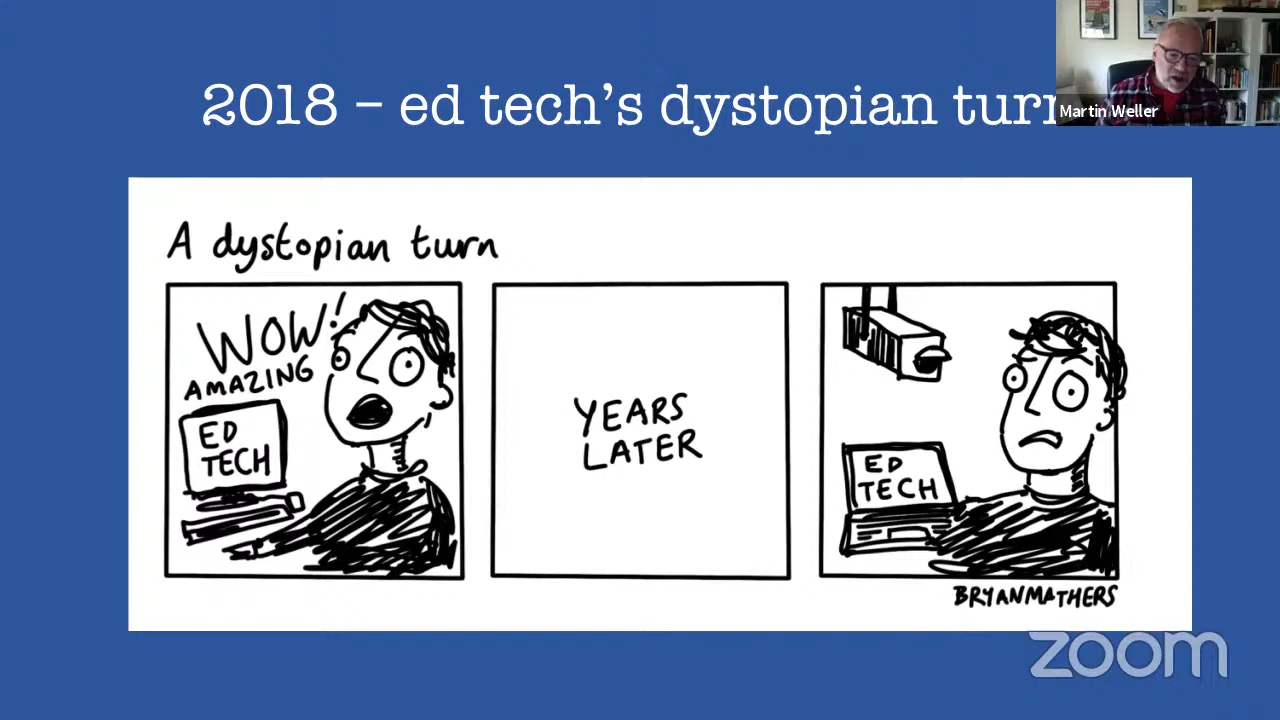 2018 – ed tech's dystopian turn
Martin Weller
A dystopian turn
WOW!
AMAZING
ED
TECH
YEARS
LATER
ED
TECH
BRYANMATHERS
zoom